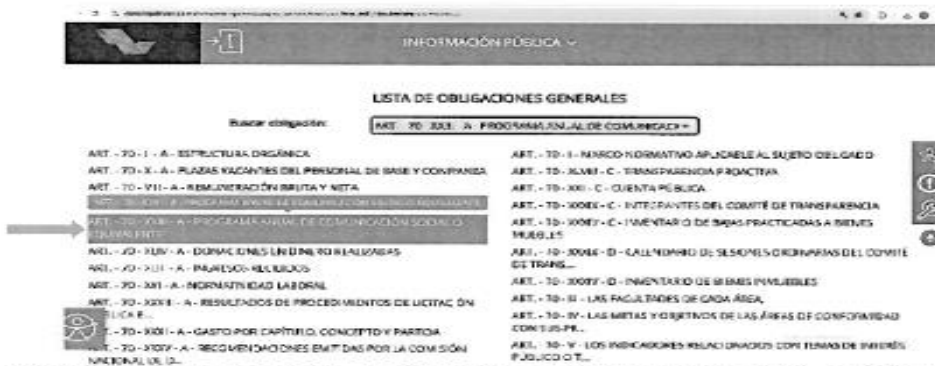 INFORMACIÓN PÚBLICA
LISTA DE OBLIGACIONES GENERALES
Buscar obligación:
ART. - 70 - XXIII - A - PROGRAMA ANUAL DE COMUNICACI
ART. - 70 - I - A - ESTRUCTURA ORGÁNICA
ART. - 70 - X - A - PLAZAS VACANTES DEL PERSONAL DE BASE Y CONFIANZA
ART. - 70 - VIII - A - REMUNERACIÓN BRUTA Y NETA
ART. - 70 - XXIII - A - PROGRAMA ANUAL DE COMUNICACIÓN SOCIAL O
EQUIVALENTE
ART. - 70 - XLIV - A - DONACIONES EN DINERO REALIZADAS
ART. - 70 - XLIII - A - INGRESOS RECIBIDOS
ART. - 70 - XVI - A - NORMATIVIDAD LABORAL
ART. - 70 - XXVIII - A - RESULTADOS DE PROCEDIMIENTOS DE LICITACIÓN
PÚBLICA E...
ART. - 70 - XXXI - A - GASTO POR CAPÍTULO, CONCEPTO Y PARTIDA
ART. - 70 - XXXV - A - RECOMENDACIONES EMITIDAS POR LA COMISIÓN
NACIONAL DE D...
ART. - 70 - I - MARCO NORMATIVO APLICABLE AL SUJETO OBLIGADO
ART. - 70 - XLVIII - C - TRANSPARENCIA PROACTIVA
ART. - 70 - XXI - C - CUENTA PÚBLICA
ART. - 70 - XXXIX - C - INTEGRANTES DEL COMITÉ DE TRANSPARENCIA
ART. - 70 - XXXIV - C - INVENTARIO DE BAJAS PRACTICADAS A BIENES
MUEBLES
ART. - 70 - XXXIX - D - CALENDARIO DE SESIONES ORDINARIAS DEL COMITÉ
DE TRANS...
ART. - 70 - XXXIV - D - INVENTARIO DE BIENES INMUEBLES
ART. - 70 - III - LAS FACULTADES DE CADA ÁREA,
ART. - 70 - IV - LAS METAS Y OBJETIVOS DE LAS ÁREAS DE CONFORMIDAD
CON SUS PR...
ART. - 70 - V - LOS INDICADORES RELACIONADOS CON TEMAS DE INTERÉS
PÚBLICO O T...